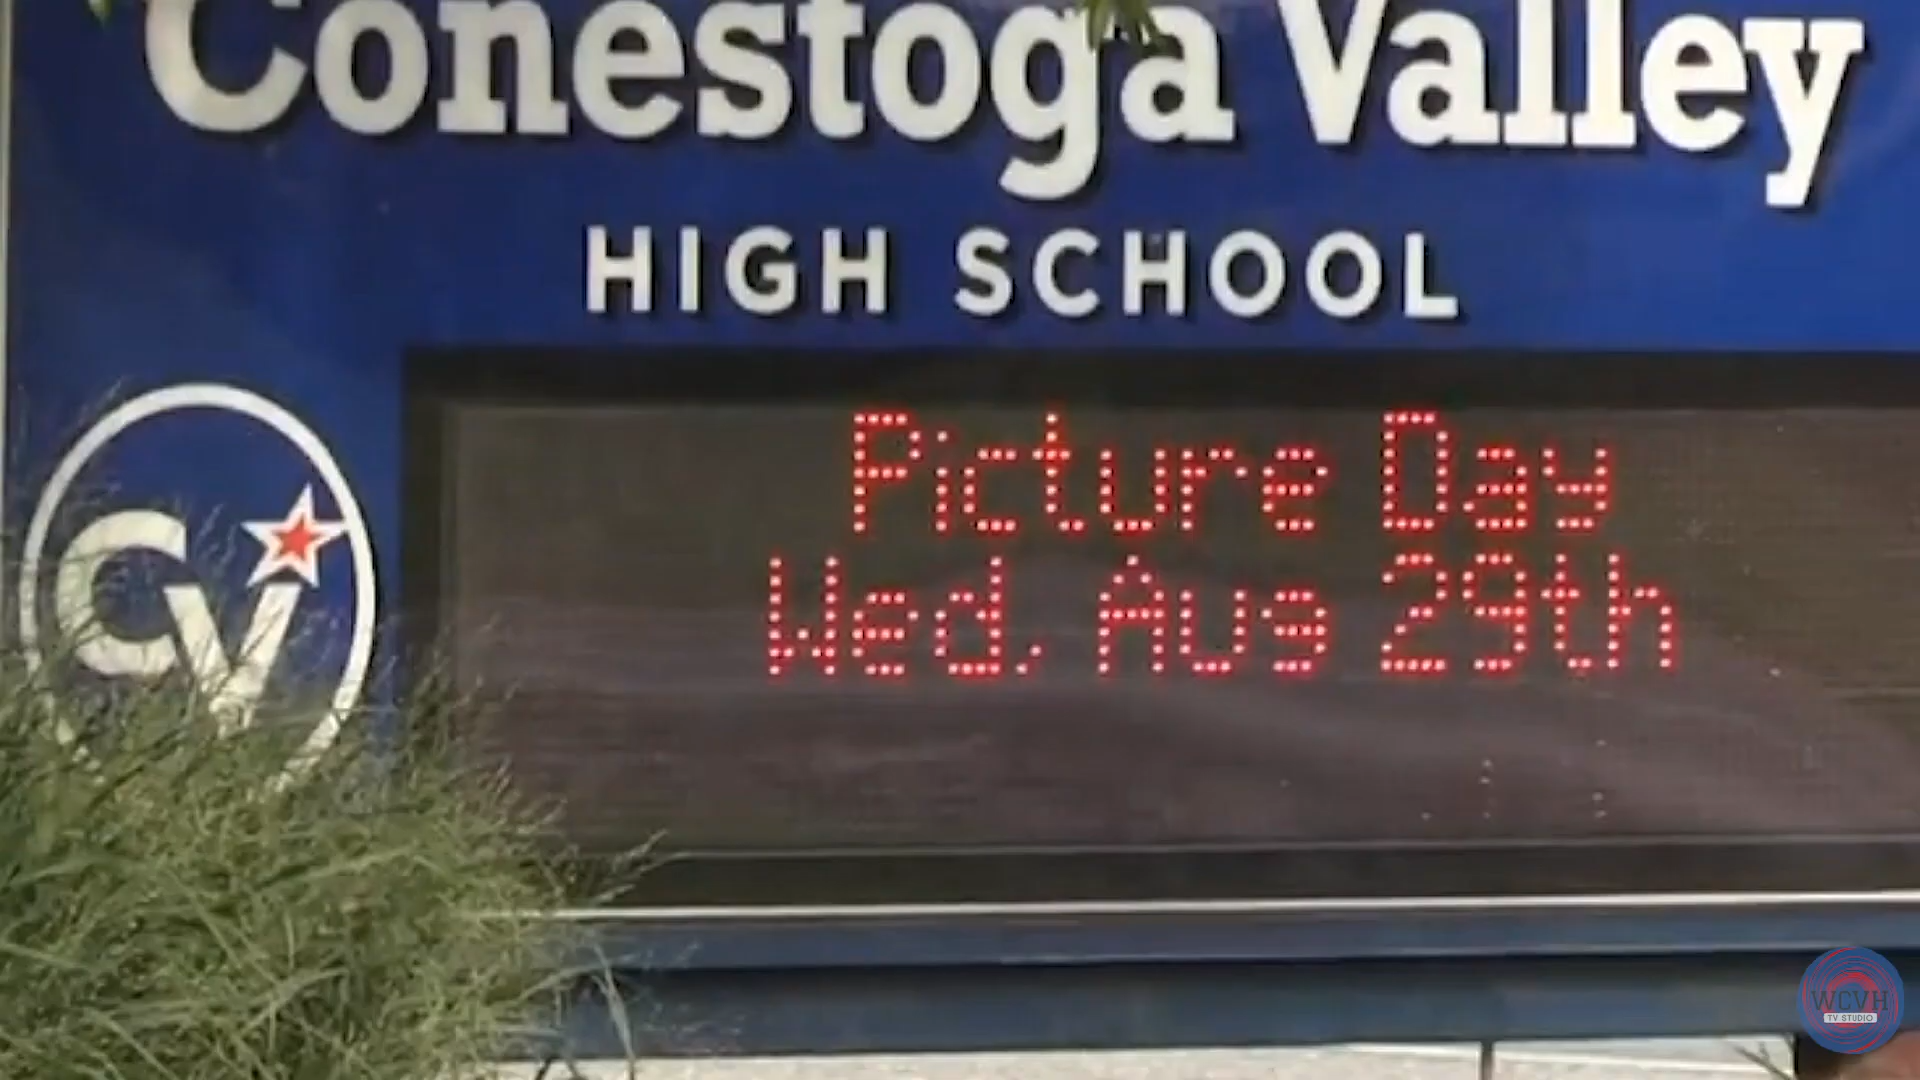 Conestoga Valley
HIGH SCHOOL
CV
Picture Day
Wed, Aug 29th
WCVH
TV STUDIO